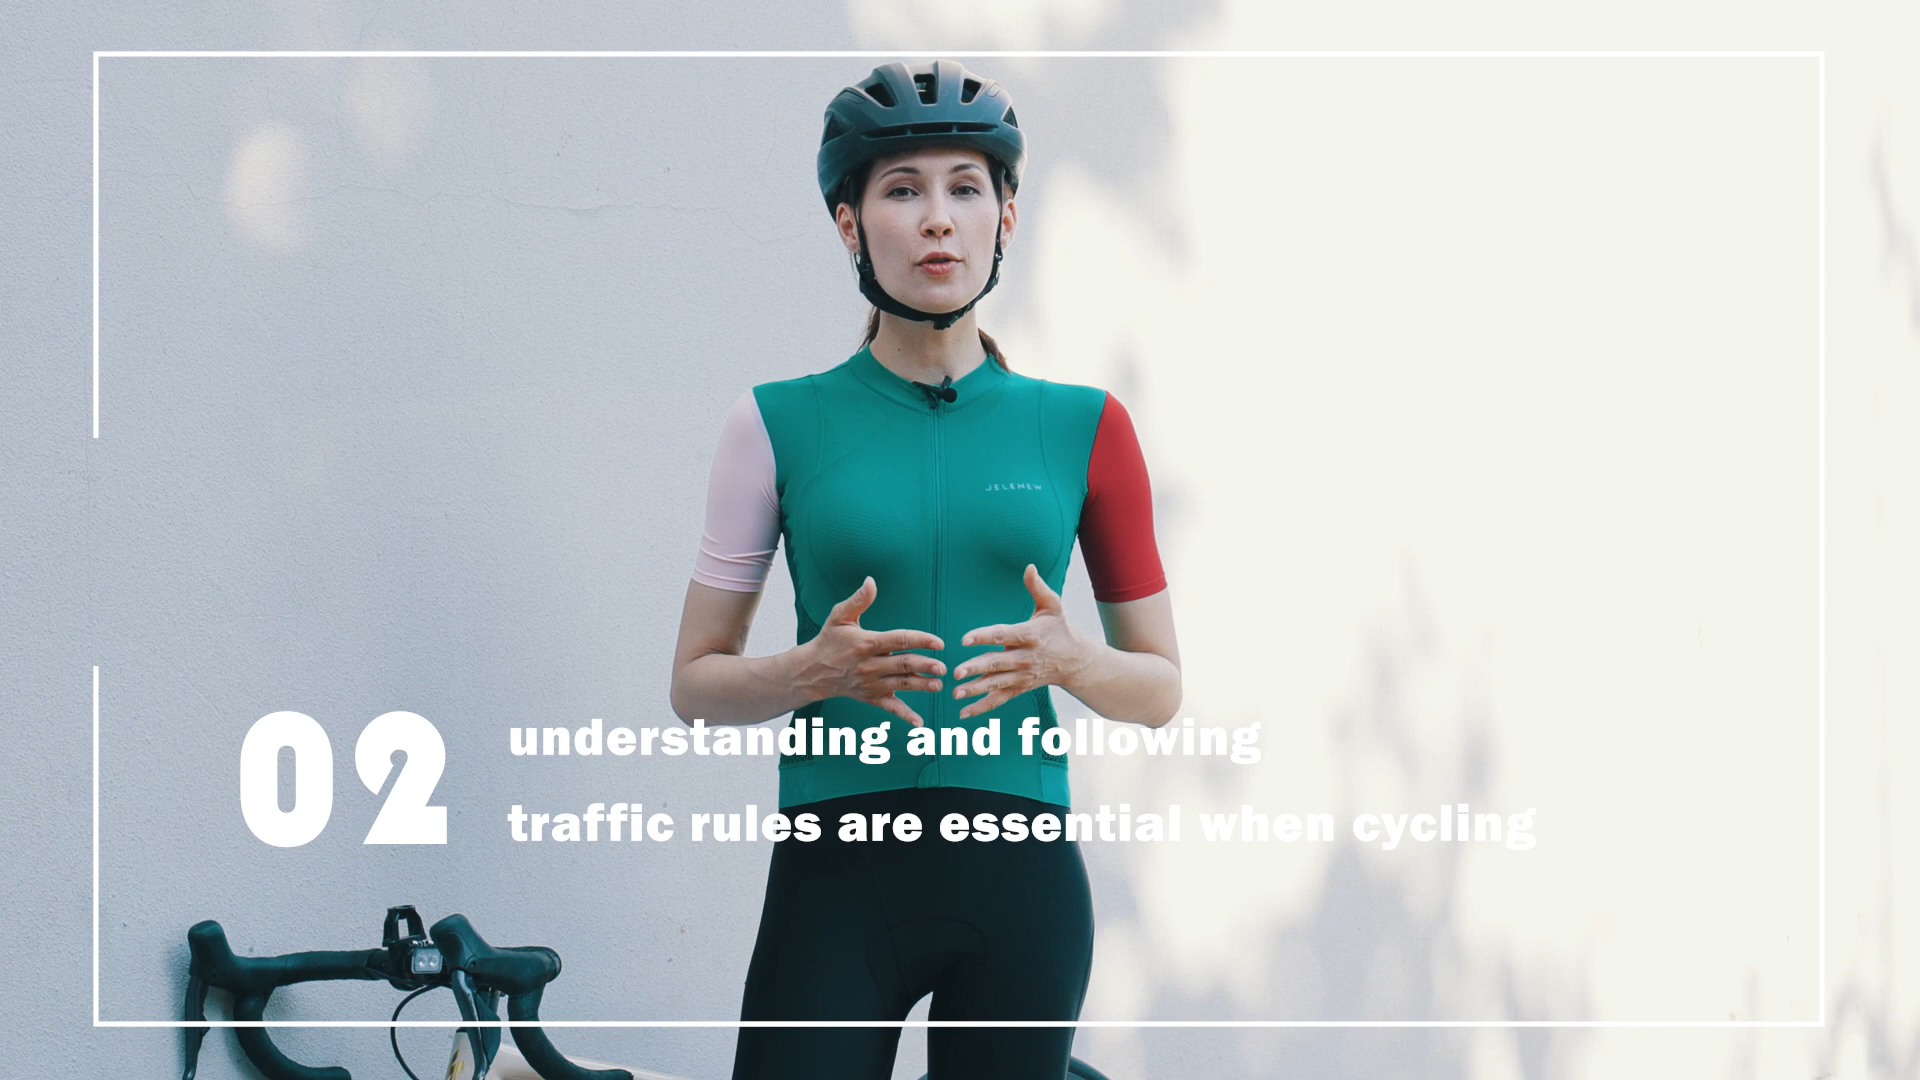 JELENEW
02
understanding and following
traffic rules are essential when cycling